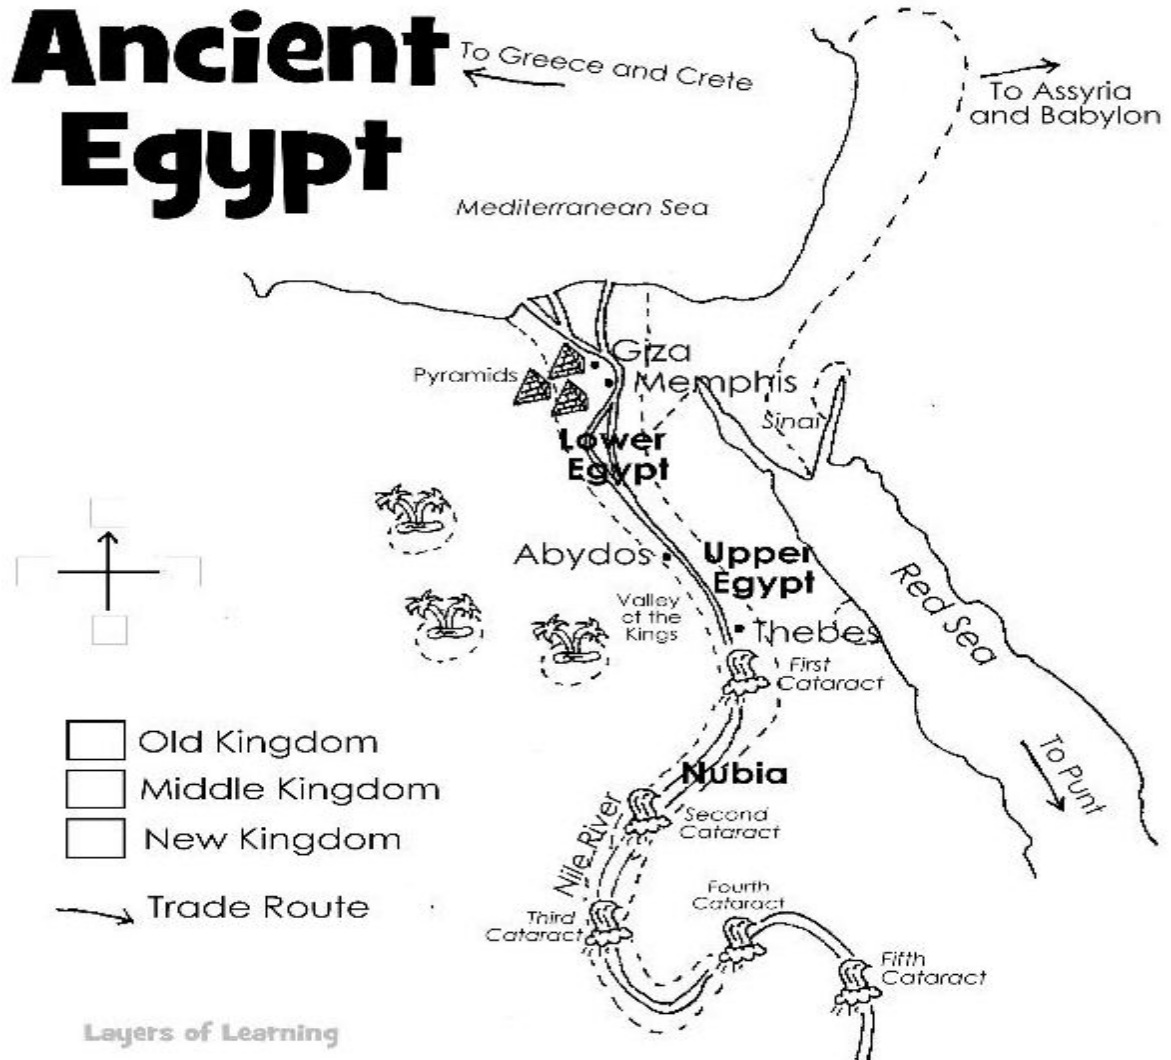 Ancient
Egypt
To Greece and Crete
To Assyria
and Babylon
Mediterranean Sea
Giza
Pyramids
Memphis
Sinai
Lower
Egypt
Abydos
Upper
Egypt
Valley
of the
Kings
Thebes
Red Sea
First
Cataract
Old Kingdom
Middle Kingdom
New Kingdom
Trade Route
Nubia
To Punt
Nile River
Second
Cataract
Third
Cataract
Fourth
Cataract
Fifth
Cataract
Layers of Learning